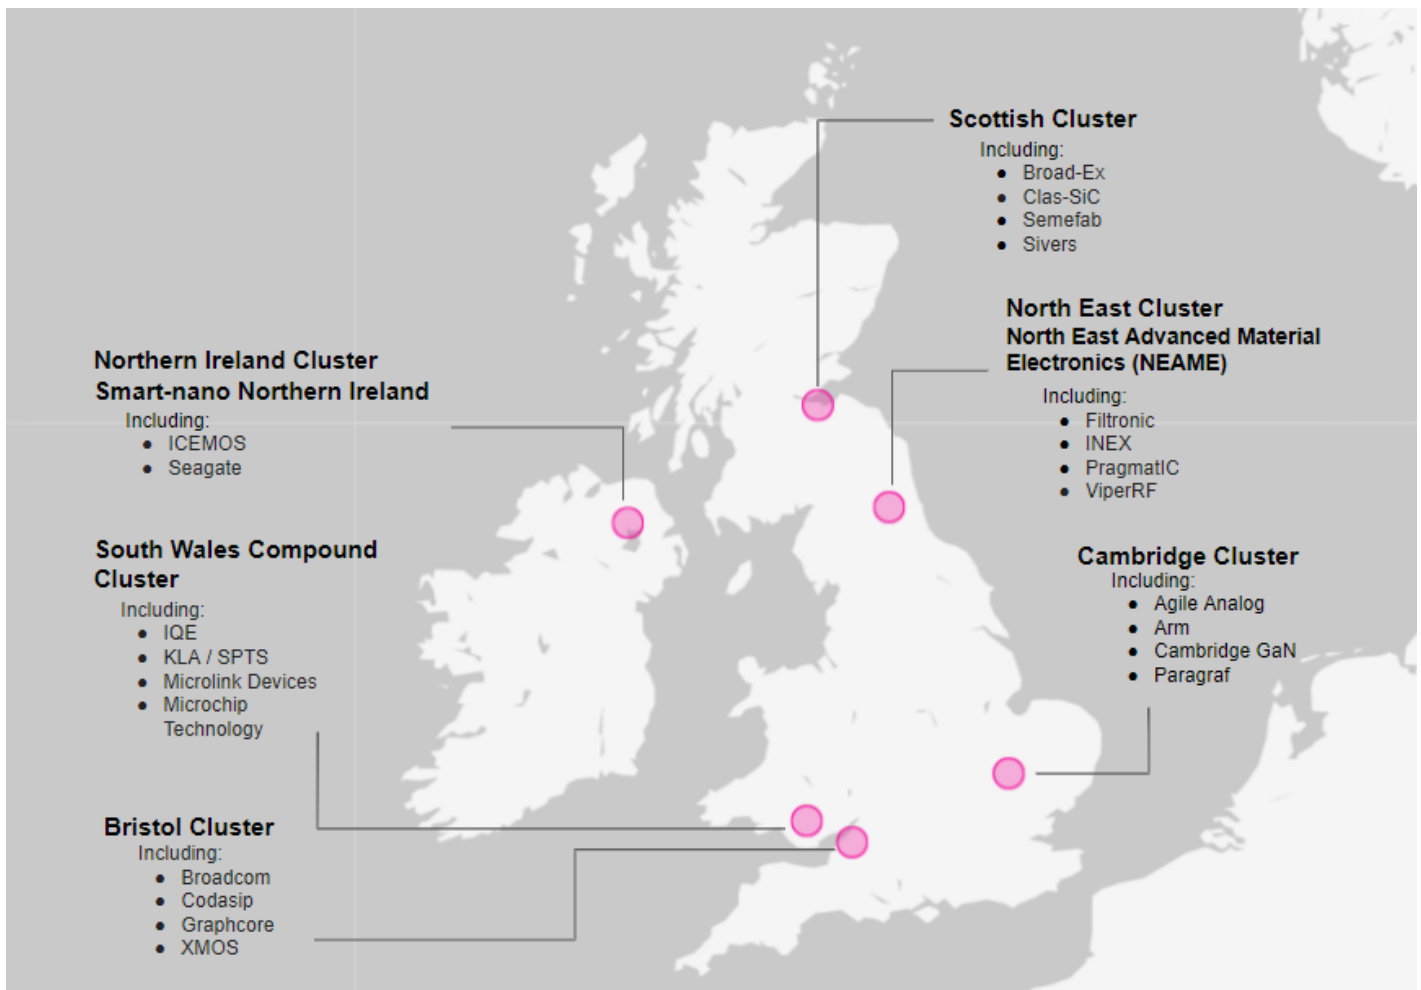 Scottish Cluster
Including:
● Broad-Ex
● Clas-SiC
● Semefab
● Sivers
North East Cluster
North East Advanced Material
Electronics (NEAME)
Including:
● Filtronic
● INEX
● PragmatIC
● ViperRF
Northern Ireland Cluster
Smart-nano Northern Ireland
Including:
● ICEMOS
● Seagate
South Wales Compound
Cluster
Including:
● IQE
● KLA / SPTS
● Microlink Devices
● Microchip
Technology
Cambridge Cluster
Including:
● Agile Analog
● Arm
● Cambridge GaN
● Paragraf
Bristol Cluster
Including:
● Broadcom
● Codasip
● Graphcore
● XMOS